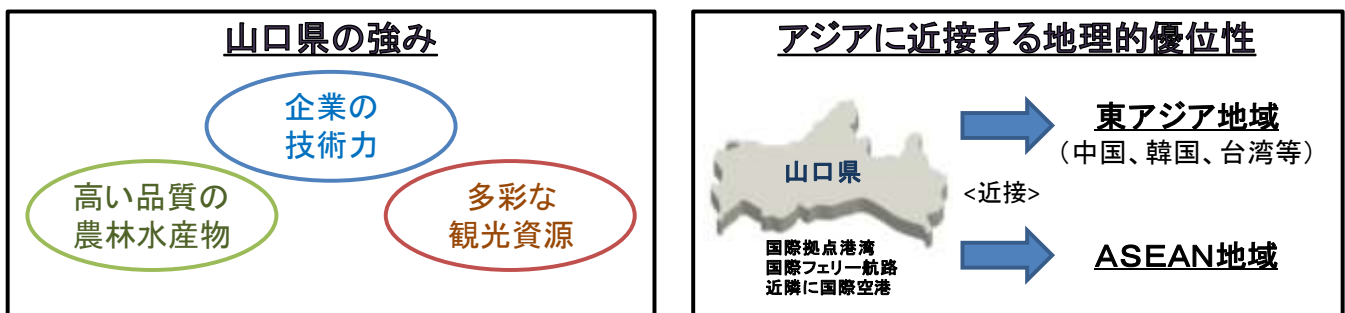 山口県の強み
企業の
技術力
高い品質の
農林水産物
多彩な
観光資源
アジアに近接する地理的優位性
山口県
国際拠点港湾
国際フェリー航路
近隣に国際空港
<近接>
東アジア地域
（中国、韓国、台湾等）
ＡＳＥＡＮ地域